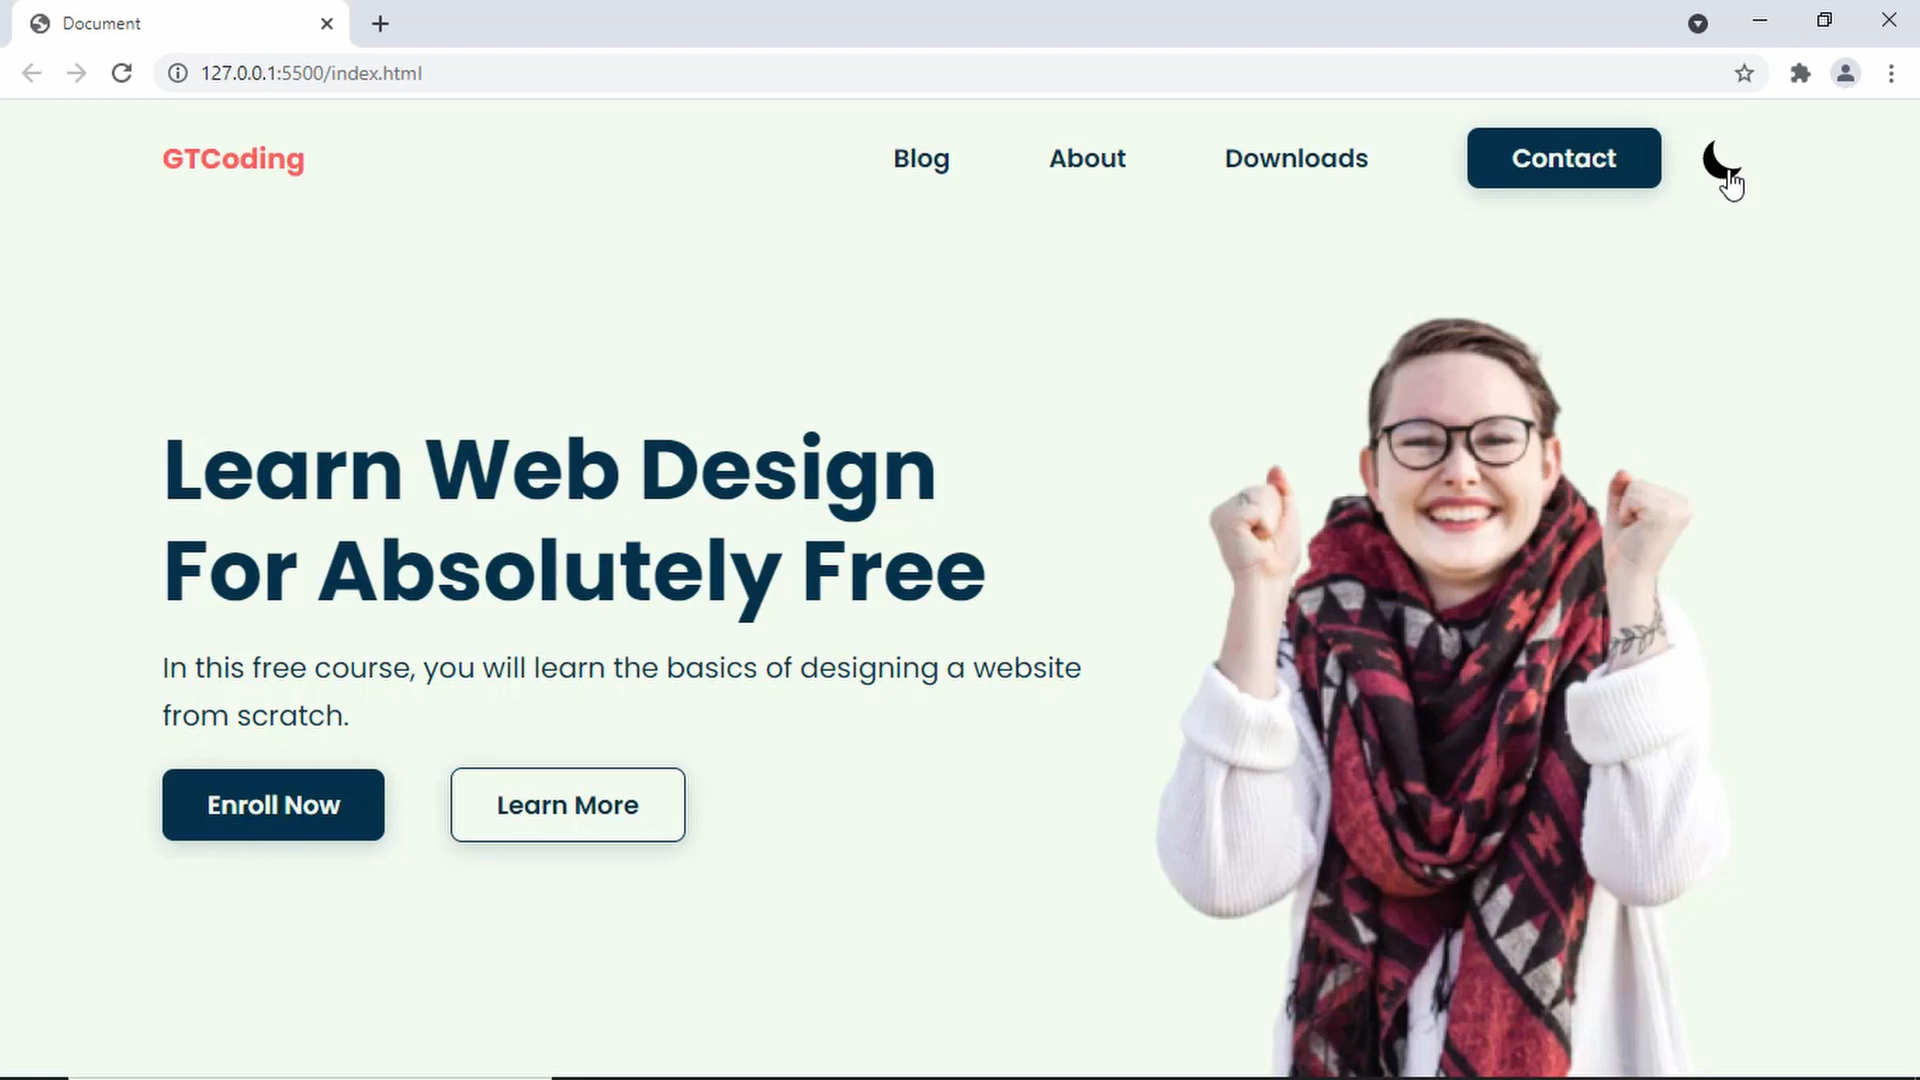 Document
127.0.0.1:5500/index.html
GTCoding
Blog
About
Downloads
Contact
Learn Web Design
For Absolutely Free
In this free course, you will learn the basics of designing a website
from scratch.
Enroll Now
Learn More